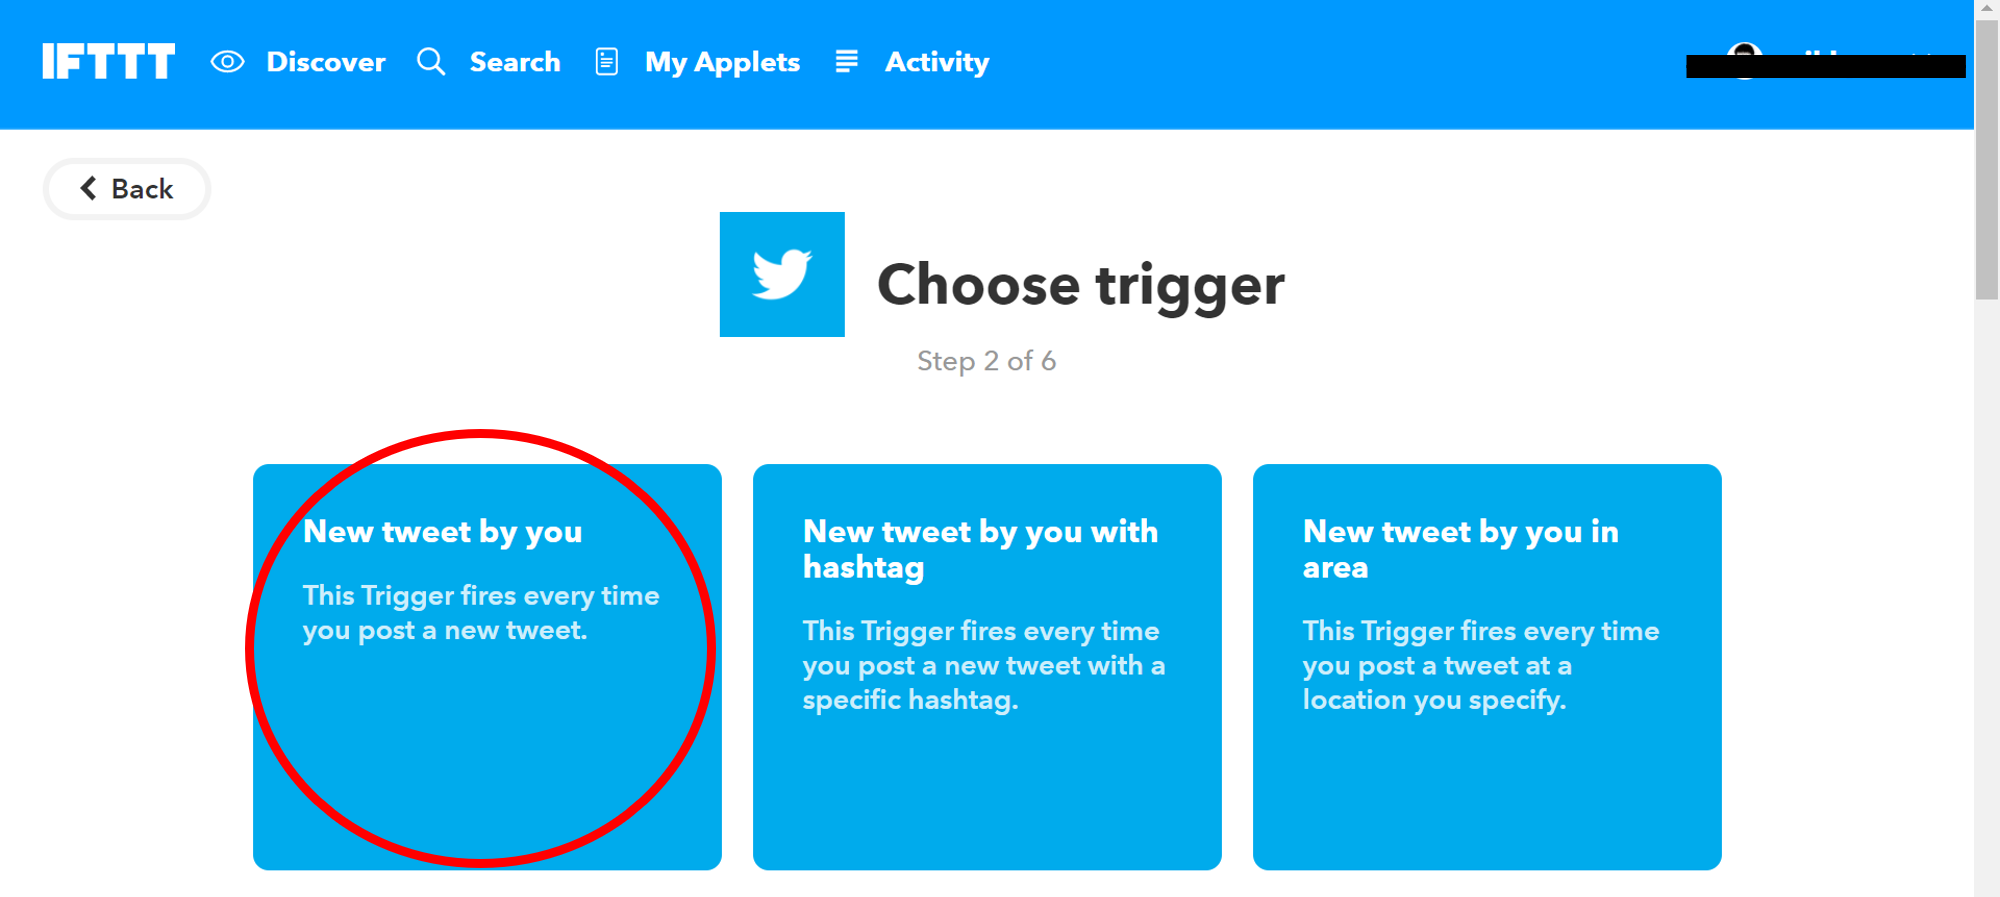 IFTTT Discover Search My Applets Activity
Back
Choose trigger
Step 2 of 6
New tweet by you
This Trigger fires every time
you post a new tweet.
New tweet by you with
hashtag
This Trigger fires every time
you post a new tweet with a
specific hashtag.
New tweet by you in
area
This Trigger fires every time
you post a tweet at a
location you specify.